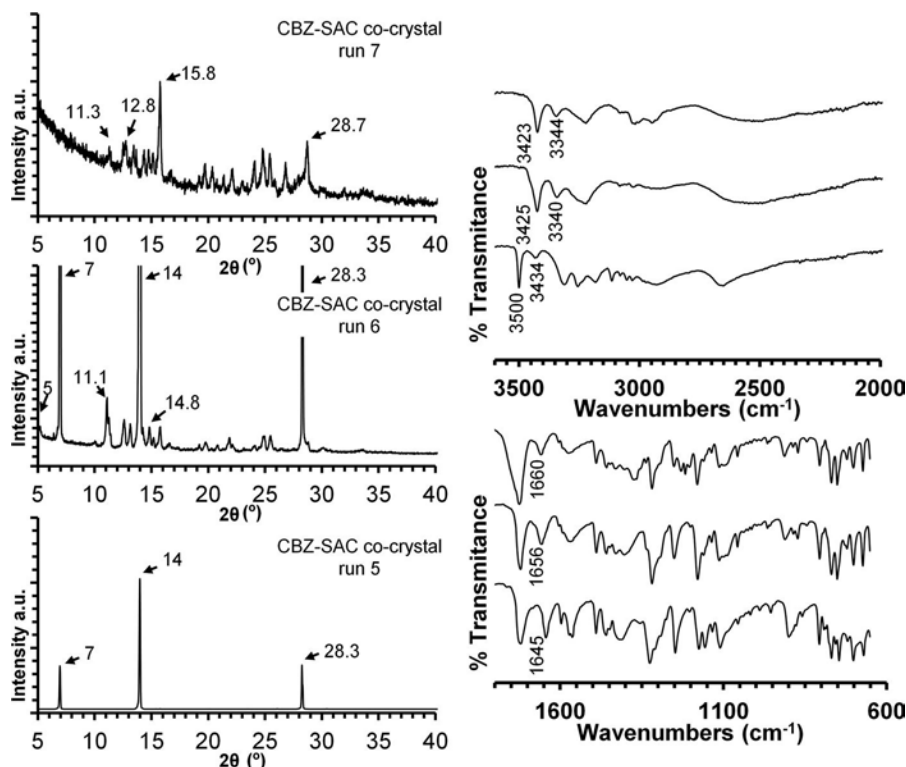 CBZ-SAC co-crystal
run 7
15.8
11.3
12.8
28.7
Intensity a.u.
5 10 15 20 25 30 35 40
2θ (°)
7
14
28.3
CBZ-SAC co-crystal
run 6
11.1
5
14.8
Intensity a.u.
5 10 15 20 25 30 35 40
2θ (°)
CBZ-SAC co-crystal
run 5
14
7
28.3
Intensity a.u.
5 10 15 20 25 30 35 40
2θ (°)
3423
3344
3425
3340
3500
3434
% Transmitance
3500 3000 2500 2000
Wavenumbers (cm-1)
1660
1656
1645
% Transmitance
1600 1100 600
Wavenumbers (cm-1)